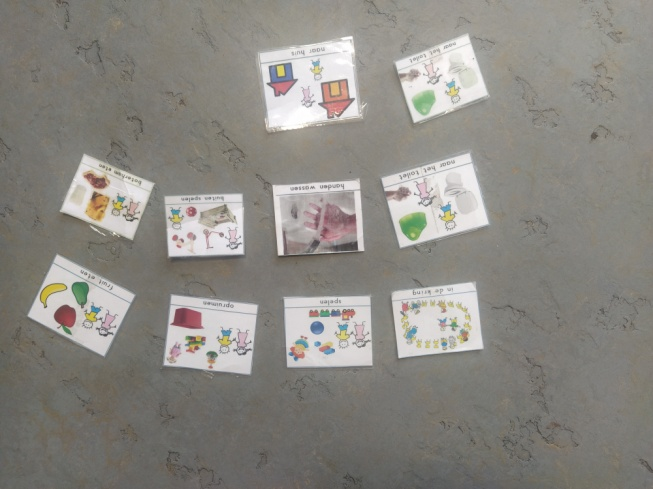 in de kring
spelen
opruimen
fruit eten
naar het toilet
handen wassen
buiten spelen
boterham eten
naar het toilet
naar huis